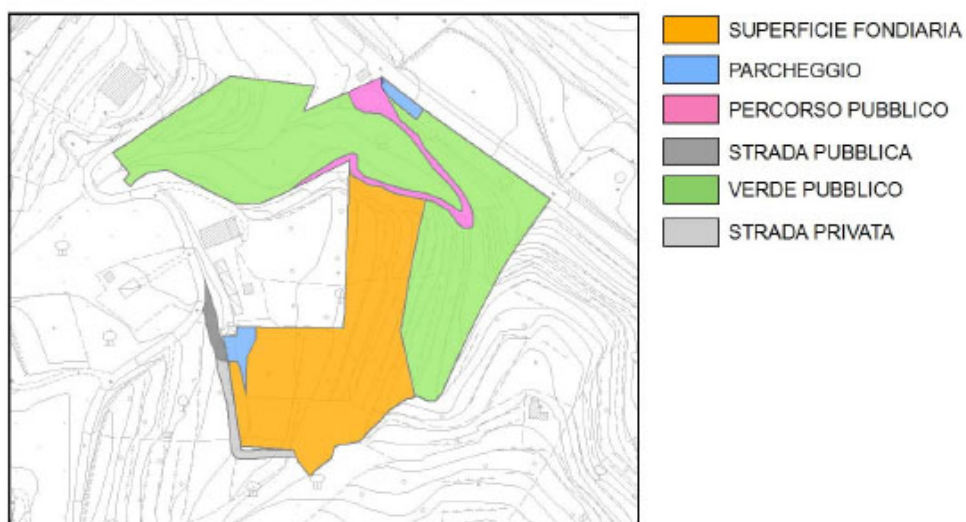 SUPERFICIE FONDIARIA
PARCHEGGIO
PERCORSO PUBBLICO
STRADA PUBBLICA
VERDE PUBBLICO
STRADA PRIVATA